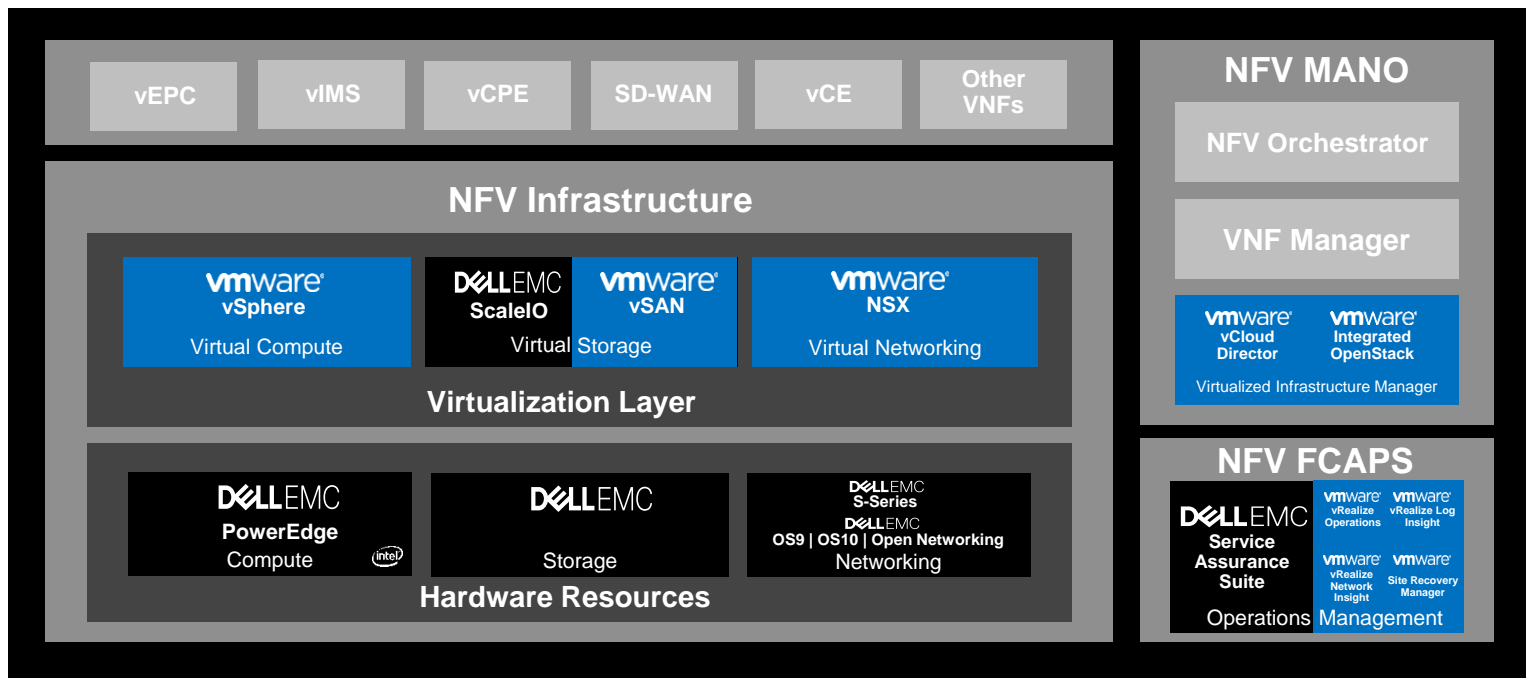 vEPC
vIMS
vCPE
SD-WAN
vCE
Other
VNFs
NFV Infrastructure
vmware®
vSphere
Virtual Compute
DELLEMC
ScaleIO
vmware®
vSAN
Virtual Storage
vmware®
NSX
Virtual Networking
Virtualization Layer
DELLEMC
PowerEdge
Compute
intel
DELLEMC
Storage
DELLEMC
S-Series
DELLEMC
OS9 | OS10 | Open Networking
Networking
Hardware Resources
NFV MANO
NFV Orchestrator
VNF Manager
vmware®
vCloud
Director
vmware®
Integrated
OpenStack
Virtualized Infrastructure Manager
NFV FCAPS
DELLEMC
Service
Assurance
Suite
vmware®
vRealize
Operations
vmware®
vRealize Log
Insight
vmware®
vRealize
Network
Insight
vmware®
Site Recovery
Manager
Operations Management